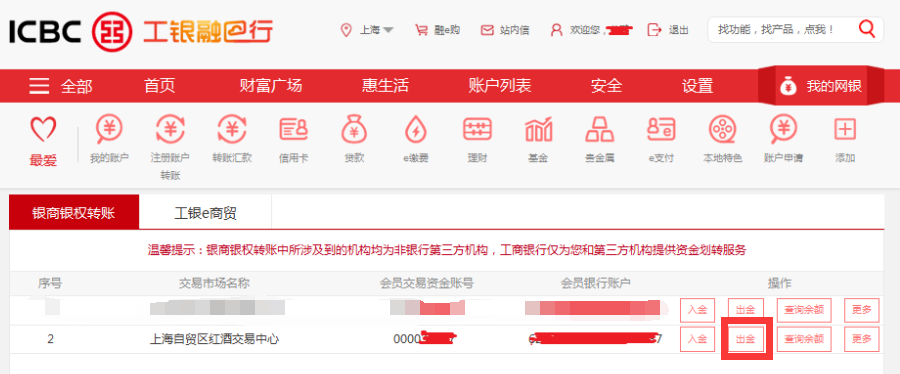 ICBC 工银融e行 上海 融e购 站内信 欢迎您, 退出 找功能,找产品,点我!
全部 首页 财富广场 惠生活 账户列表 安全 设置 我的网银
最爱 我的账户 注册账户转账 转账汇款 信用卡 贷款 e缴费 理财 基金 贵金属 e支付 本地特色 账户申请 添加
银商银权转账 工银e商贸
温馨提示:银商银权转账中所涉及到的机构均为非银行第三方机构,工商银行仅为您和第三方机构提供资金划转服务
序号 交易市场名称 会员交易资金账号 会员银行账户 操作
入金 出金 查询余额 更多
2 上海自贸区红酒交易中心 0000 7 入金 出金 查询余额 更多